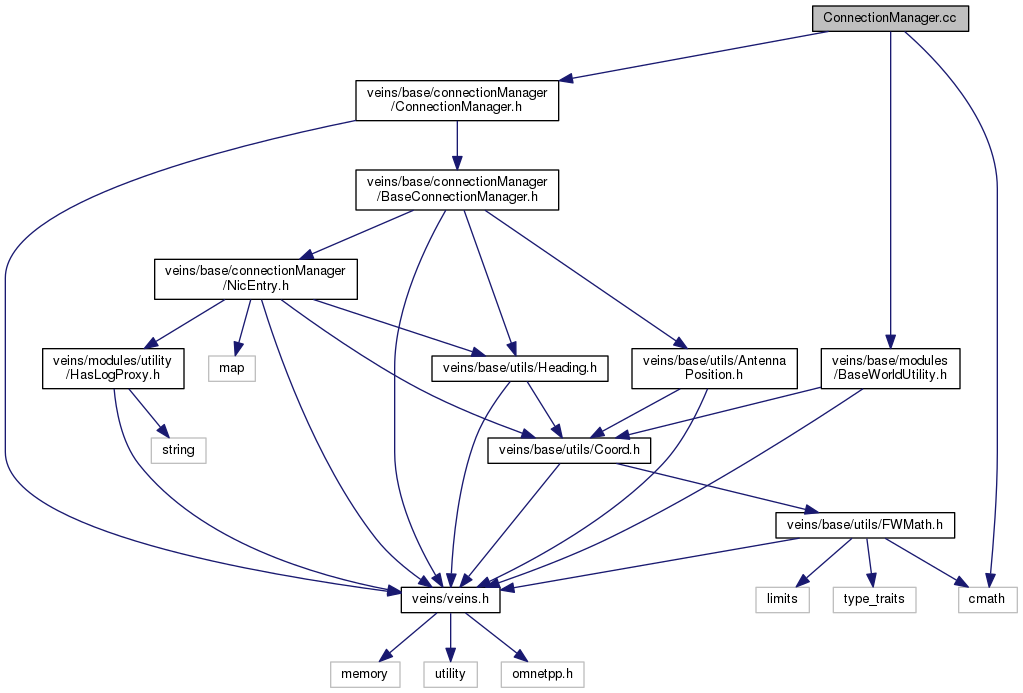 ConnectionManager.cc
veins/base/connectionManager
/ConnectionManager.h
veins/base/connectionManager
/BaseConnectionManager.h
veins/base/connectionManager
/NicEntry.h
veins/modules/utility
/HasLogProxy.h
map
veins/base/utils/Heading.h
veins/base/utils/Antenna
Position.h
veins/base/modules
/BaseWorldUtility.h
string
veins/base/utils/Coord.h
veins/base/utils/FWMath.h
veins/veins.h
limits
type_traits
cmath
memory
utility
omnetpp.h